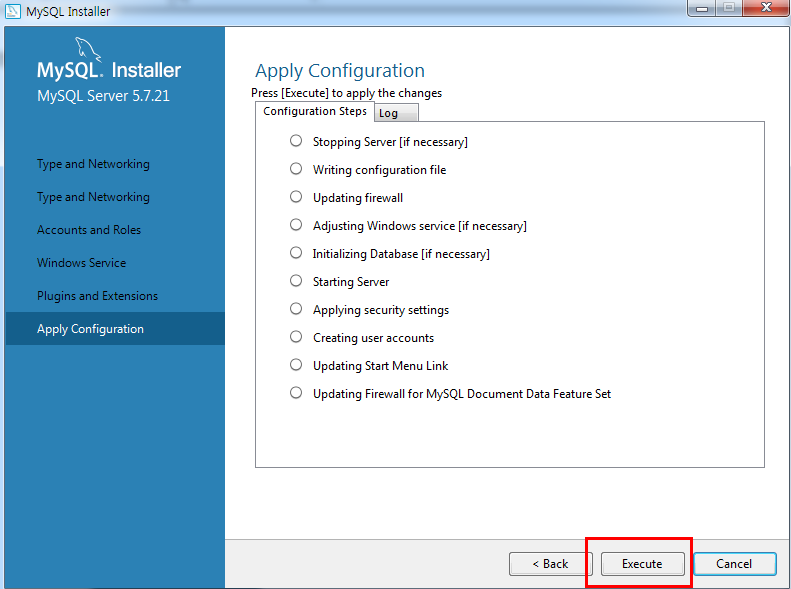 MySQL Installer
MySQL. Installer
MySQL Server 5.7.21
Type and Networking
Type and Networking
Accounts and Roles
Windows Service
Plugins and Extensions
Apply Configuration
Apply Configuration
Press [Execute] to apply the changes
Configuration Steps
Log
Stopping Server [if necessary]
Writing configuration file
Updating firewall
Adjusting Windows service [if necessary]
Initializing Database [if necessary]
Starting Server
Applying security settings
Creating user accounts
Updating Start Menu Link
Updating Firewall for MySQL Document Data Feature Set
< Back
Execute
Cancel